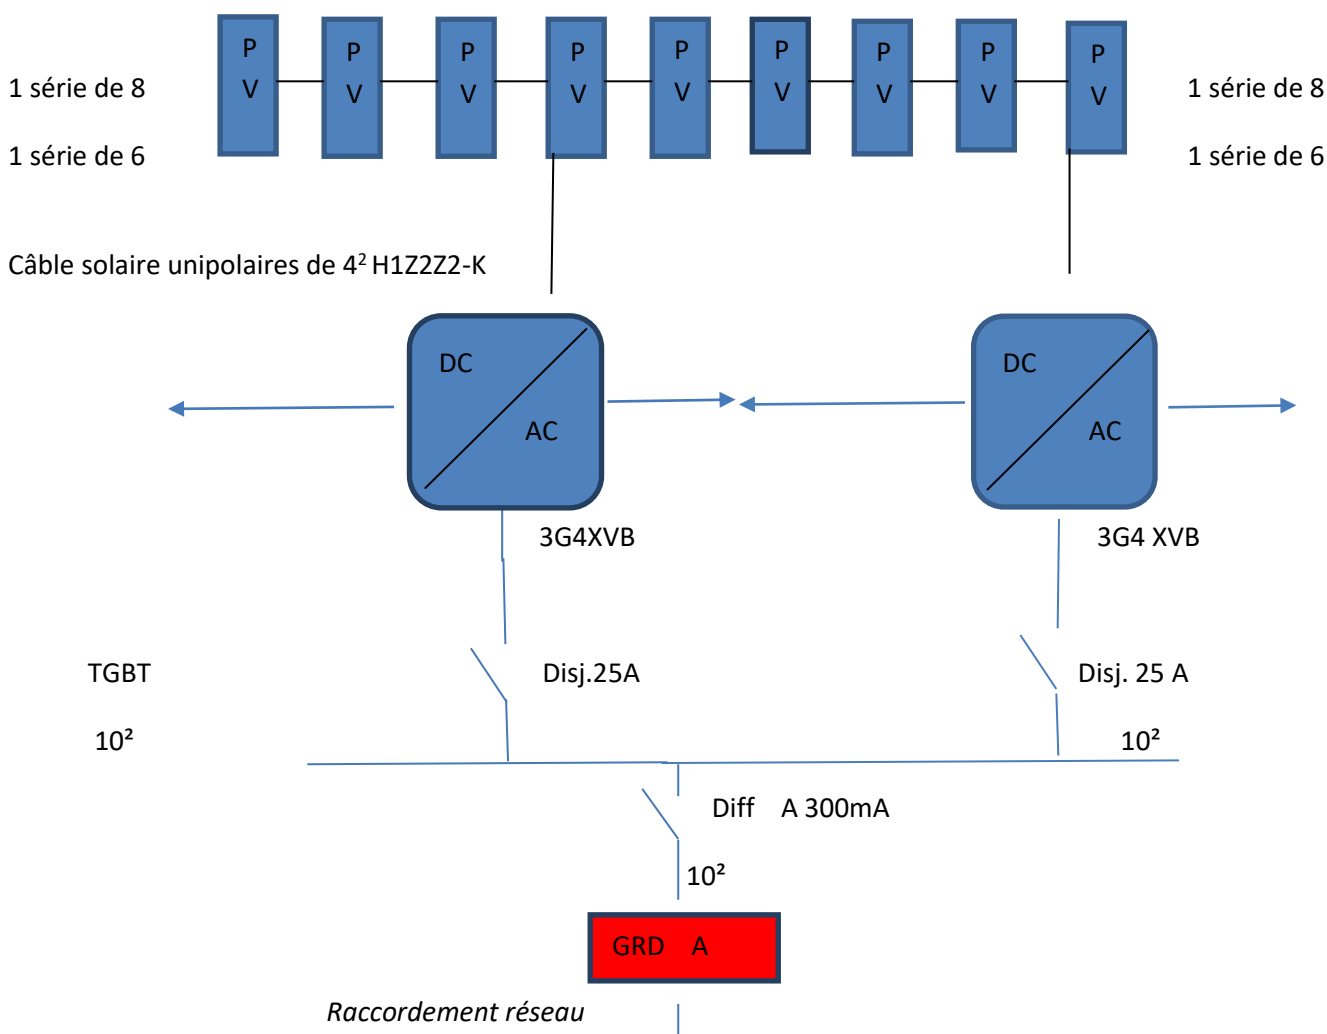 P P P P P P P P P
V V V V V V V V V
1 série de 8
1 série de 8
1 série de 6
1 série de 6
Câble solaire unipolaires de 4² H1Z2Z2-K
DC
DC
AC
AC
3G4XVB
3G4 XVB
TGBT
Disj.25A
Disj. 25 A
10²
10²
Diff A 300mA
10²
GRD A
Raccordement réseau